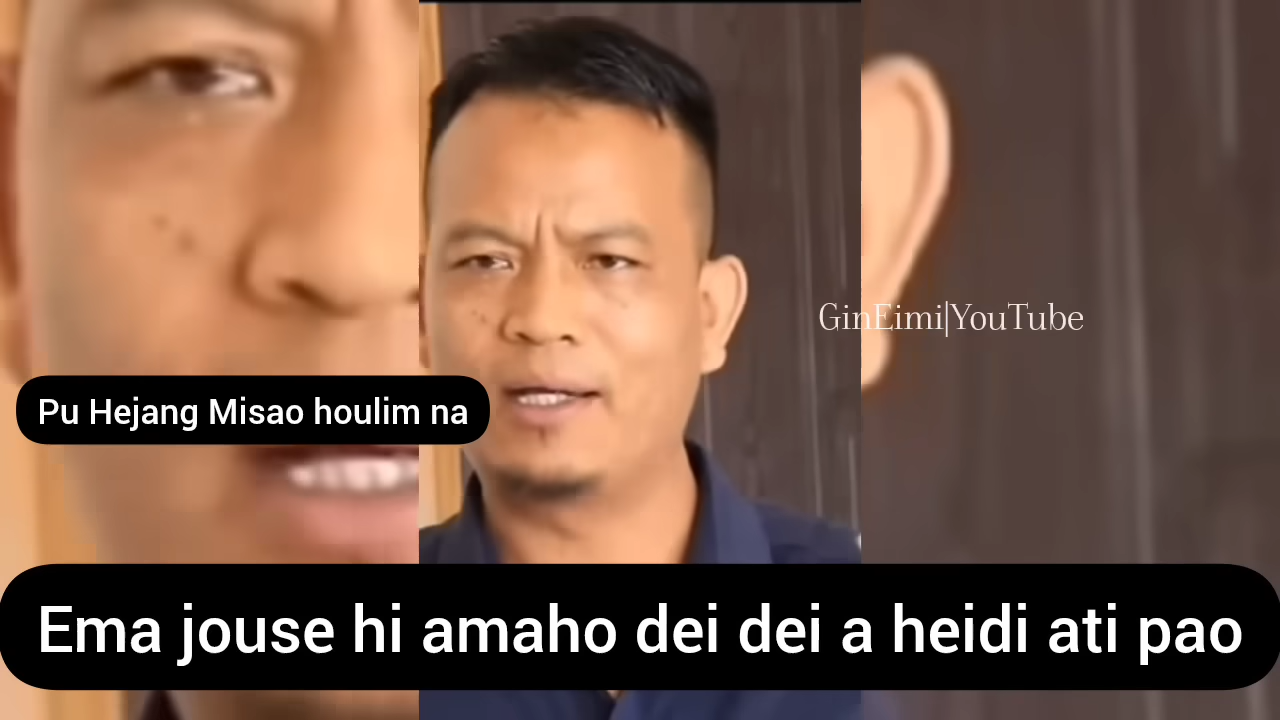 GinEimi|YouTube
Pu Hejang Misao houlim na
Ema jouse hi amaho dei dei a heidi ati pao